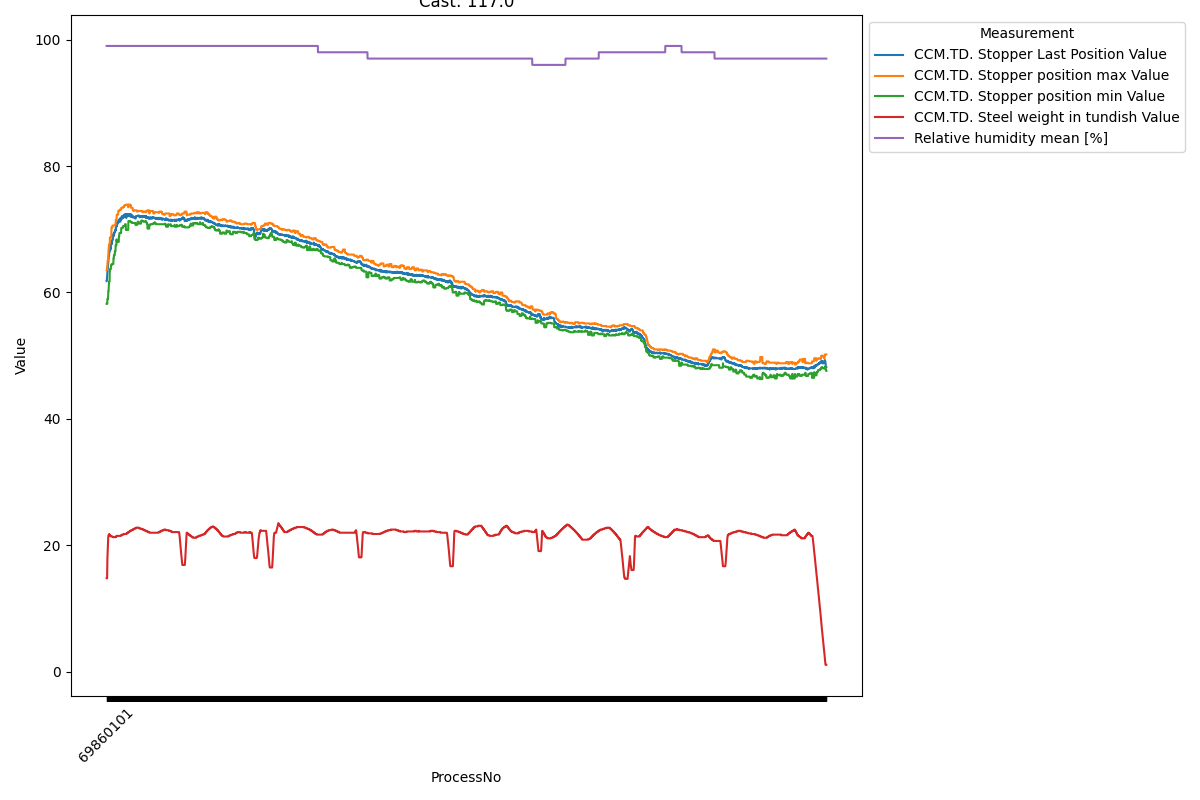 Cast: 117.0
Measurement
CCM.TD. Stopper Last Position Value
CCM.TD. Stopper position max Value
CCM.TD. Stopper position min Value
CCM.TD. Steel weight in tundish Value
Relative humidity mean [%]
Value
100
80
60
40
20
0
69860101
ProcessNo